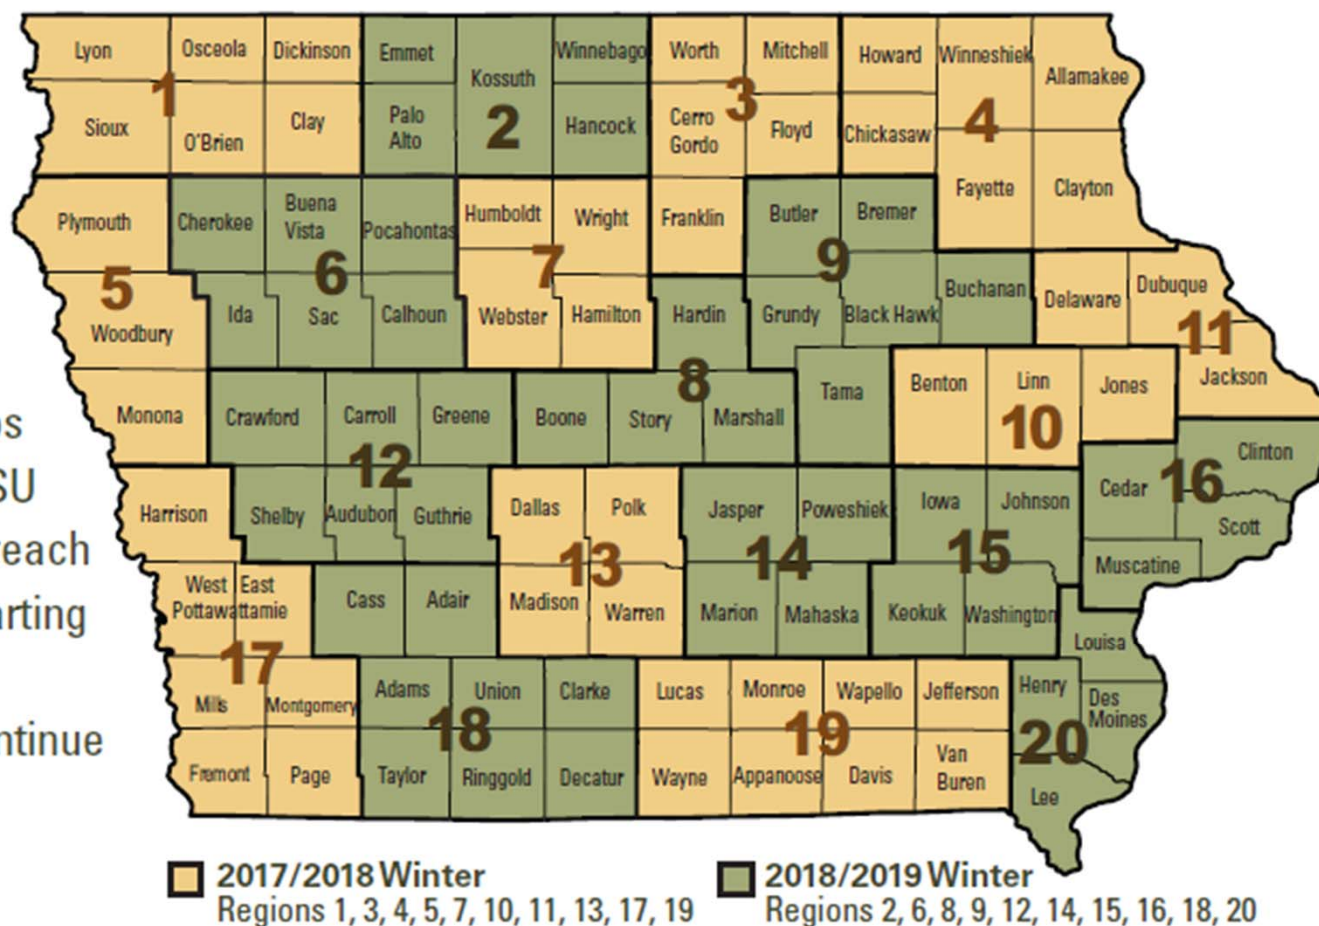 Lyon
Osceola
Dickinson
Emmet
Kossuth
Winnebago
Worth
Mitchell
Howard
Winneshiek
Allamakee
1
2
3
4
Sioux
O'Brien
Clay
Palo
Alto
Hancock
Cerro
Gordo
Floyd
Chickasaw
Fayette
Clayton
Plymouth
Cherokee
Buena
Vista
Pocahontas
Humboldt
Wright
Franklin
Butler
Bremer
5
6
7
9
Woodbury
Ida
Sac
Calhoun
Webster
Hamilton
Hardin
Grundy
Black Hawk
Buchanan
Delaware
Dubuque
11
Jackson
8
Monona
Crawford
Carroll
Greene
Boone
Story
Marshall
Tama
Benton
Linn
Jones
10
12
os
SU
each
arting
ntinue
Harrison
Shelby
Audubon
Guthrie
Dallas
Polk
Jasper
Poweshiek
Iowa
Johnson
Cedar
16
Clinton
Scott
Muscatine
13
14
15
West
East
Pottawattamie
Cass
Adair
Madison
Warren
Marion
Mahaska
Keokuk
Washington
Louisa
17
Mills
Montgomery
Adams
Union
Clarke
Lucas
Monroe
Wapello
Jefferson
Henry
Des
Moines
18
19
20
Fremont
Page
Taylor
Ringgold
Decatur
Wayne
Appanoose
Davis
Van
Buren
Lee
2017/2018 Winter
Regions 1, 3, 4, 5, 7, 10, 11, 13, 17, 19
2018/2019 Winter
Regions 2, 6, 8, 9, 12, 14, 15, 16, 18, 20